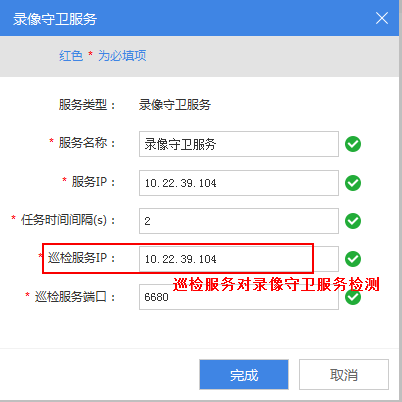 录像守卫服务
红色 * 为必填项
服务类型： 录像守卫服务
* 服务名称： 录像守卫服务
* 服务IP： 10.22.39.104
* 任务时间间隔(s)： 2
* 巡检服务IP： 10.22.39.104
巡检服务对录像守卫服务检测
* 巡检服务端口： 6680
完成 取消